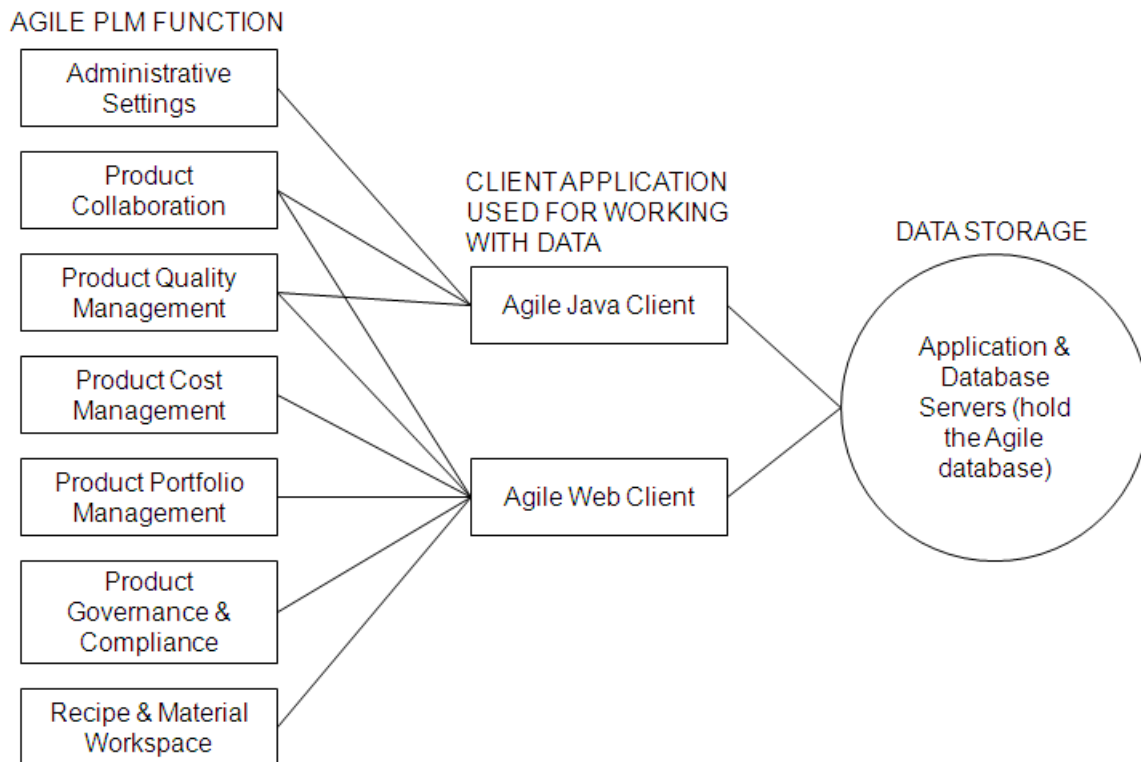 AGILE PLM FUNCTION
Administrative
Settings
Product
Collaboration
Product Quality
Management
Product Cost
Management
Product Portfolio
Management
Product
Governance &
Compliance
Recipe & Material
Workspace
CLIENT APPLICATION
USED FOR WORKING
WITH DATA
Agile Java Client
Agile Web Client
DATA STORAGE
Application &
Database
Servers (hold
the Agile
database)